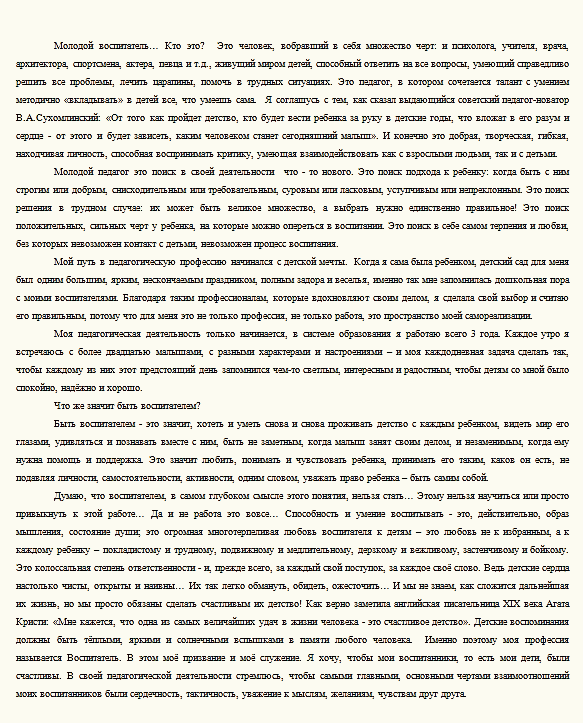 Молодой воспитатель… Кто это?  Это человек, вобравший в себя множество черт: и психолога, учителя, врача,
архитектора, спортсмена, актера, певца и т.д., живущий миром детей, способный ответить на все вопросы, умеющий справедливо
решить все проблемы, лечить царапины, помочь в трудных ситуациях. Это педагог, в котором сочетается талант с умением
методично «вкладывать» в детей все, что умеешь сама.  Я соглашусь с тем, как сказал выдающийся советский педагог-новатор
В.А.Сухомлинский: «От того как пройдет детство, кто будет вести ребенка за руку в детские годы, что вложат в его разум и
сердце - от этого и будет зависеть, каким человеком станет сегодняшний малыш». И конечно это добрая, творческая, гибкая,
находчивая личность, способная воспринимать критику, умеющая взаимодействовать как с взрослыми людьми, так и с детьми.
Молодой педагог это поиск в своей деятельности  что - то нового. Это поиск подхода к ребенку: когда быть с ним
строгим или добрым, снисходительным или требовательным, суровым или ласковым, уступчивым или непреклонным. Это поиск
решения в трудном случае: их может быть великое множество, а выбрать нужно единственно правильное! Это поиск
положительных, сильных черт у ребенка, на которые можно опереться в воспитании. Это поиск в себе самом терпения и любви,
без которых невозможен контакт с детьми, невозможен процесс воспитания.
Мой путь в педагогическую профессию начинался с детской мечты.  Когда я сама была ребенком, детский сад для меня
был одним большим, ярким, нескончаемым праздником, полным задора и веселья, именно так мне запомнилась дошкольная пора
с моими воспитателями. Благодаря таким профессионалам, которые вдохновляют своим делом, я сделала свой выбор и считаю
его правильным, потому что для меня это не только профессия, не только работа, это пространство моей самореализации.
Моя педагогическая деятельность только начинается, в системе образования я работаю всего 3 года. Каждое утро я
встречаюсь с более двадцатью малышами, с разными характерами и настроениями – и моя каждодневная задача сделать так,
чтобы каждому из них этот предстоящий день запомнился чем-то светлым, интересным и радостным, чтобы детям со мной было
спокойно, надёжно и хорошо.
Что же значит быть воспитателем?
Быть воспитателем - это значит, хотеть и уметь снова и снова проживать детство с каждым ребенком, видеть мир его
глазами, удивляться и познавать вместе с ним, быть не заметным, когда малыш занят своим делом, и незаменимым, когда ему
нужна помощь и поддержка. Это значит любить, понимать и чувствовать ребенка, принимать его таким, каков он есть, не
подавляя личности, самостоятельности, активности, одним словом, уважать право ребенка – быть самим собой.
Думаю, что воспитателем, в самом глубоком смысле этого понятия, нельзя стать… Этому нельзя научиться или просто
привыкнуть к этой работе… Да и не работа это вовсе… Способность и умение воспитывать - это, действительно, образ
мышления, состояние души; это огромная многотерпеливая любовь воспитателя к детям – это любовь не к избранным, а к
каждому ребенку – покладистому и трудному, подвижному и медлительному, дерзкому и вежливому, застенчивому и бойкому.
Это колоссальная степень ответственности - и, прежде всего, за каждый свой поступок, за каждое своё слово. Ведь детские сердца
настолько чисты, открыты и наивны… Их так легко обмануть, обидеть, ожесточить… И мы не знаем, как сложится дальнейшая
их жизнь, но мы просто обязаны сделать счастливым их детство! Как верно заметила английская писательница XIX века Агата
Кристи: «Мне кажется, что одна из самых величайших удач в жизни человека - это счастливое детство». Детские воспоминания
должны быть тёплыми, яркими и солнечными вспышками в памяти любого человека.  Именно поэтому моя профессия
называется Воспитатель. В этом моё призвание и моё служение. Я хочу, чтобы мои воспитанники, то есть мои дети, были
счастливы. В своей педагогической деятельности стремлюсь, чтобы самыми главными, основными чертами взаимоотношений
моих воспитанников были сердечность, тактичность, уважение к мыслям, желаниям, чувствам друг друга.